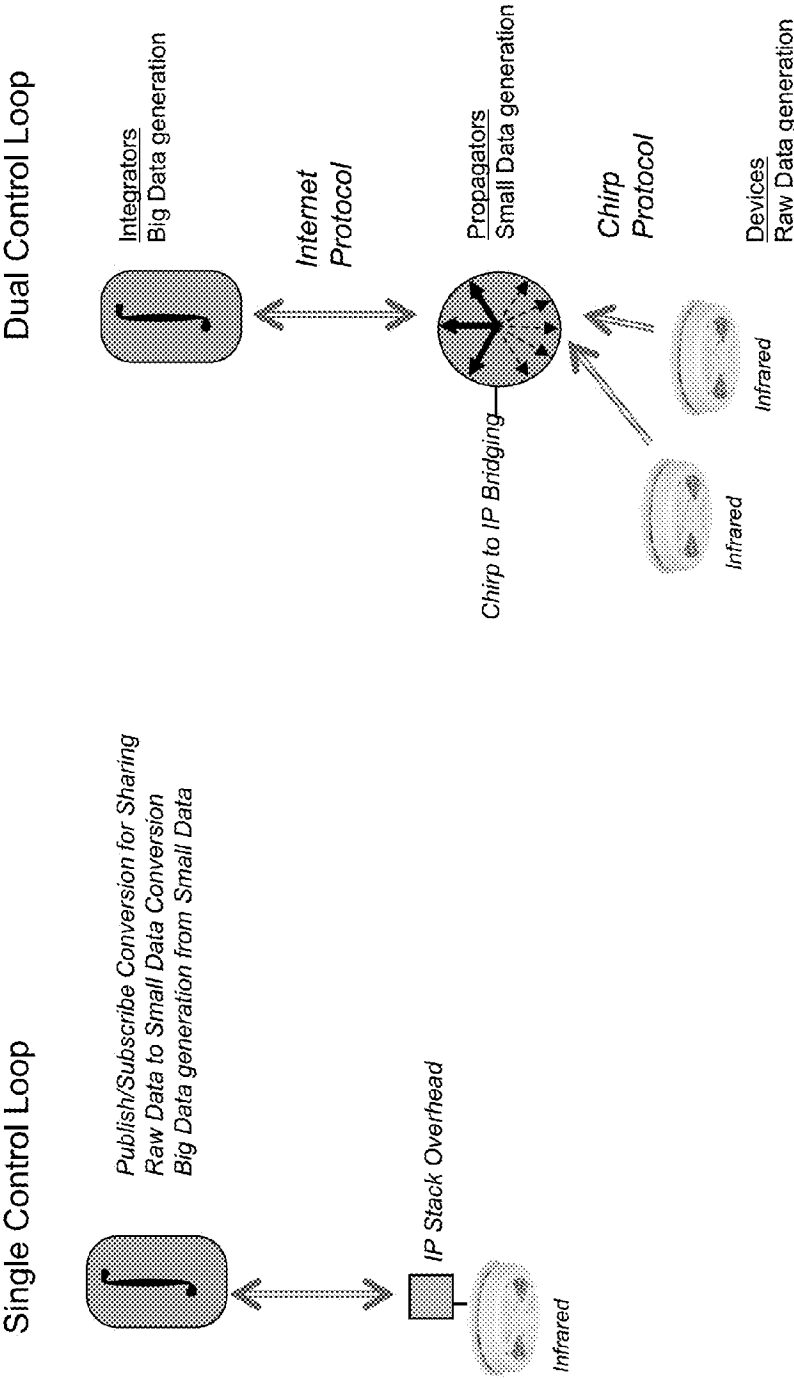 Single Control Loop
Publish/Subscribe Conversion for Sharing
Raw Data to Small Data Conversion
Big Data generation from Small Data
IP Stack Overhead
Infrared
Dual Control Loop
Integrators
Big Data generation
Internet
Protocol
Propagators
Small Data generation
Chirp to IP Bridging
Chirp
Protocol
Devices
Raw Data generation
Infrared
Infrared